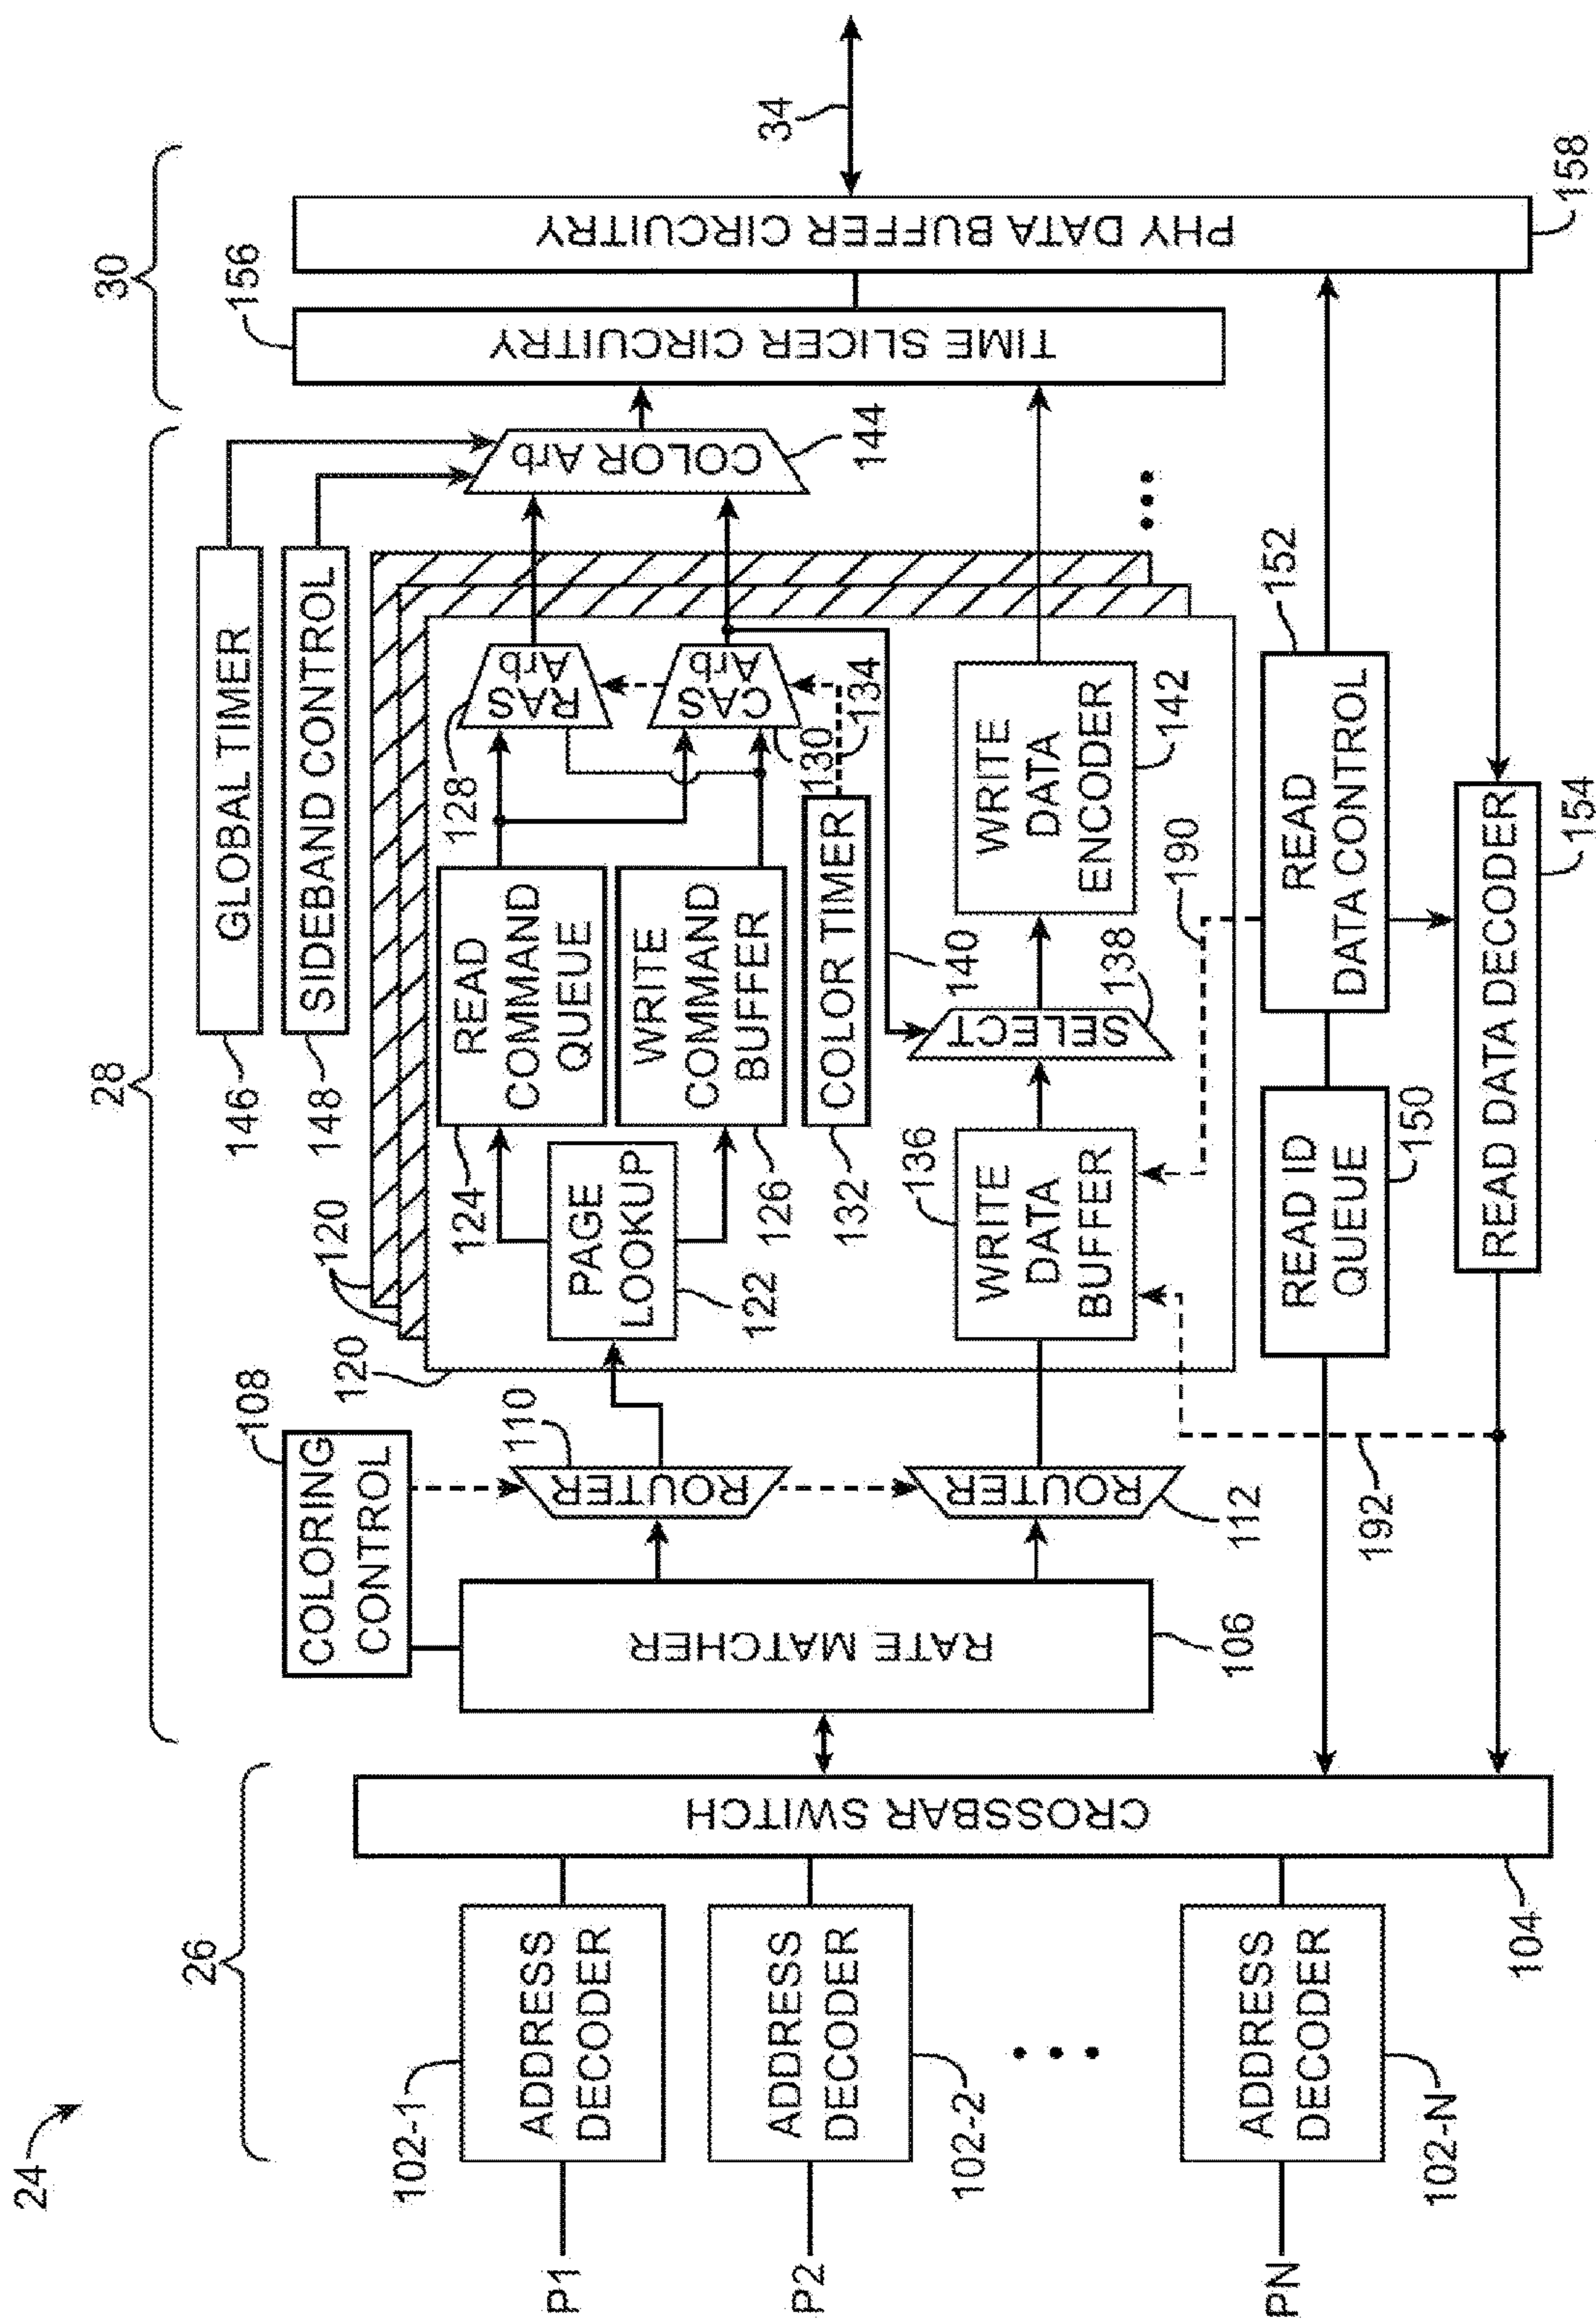 24
26
28
30
P1
P2
PN
102-1
ADDRESS
DECODER
102-2
ADDRESS
DECODER
102-N
ADDRESS
DECODER
CROSSBAR SWITCH
104
RATE MATCHER
106
COLORING
CONTROL
108
ROUTER
110
ROUTER
112
120
120
PAGE
LOOKUP
122
READ
COMMAND
QUEUE
124
WRITE
COMMAND
BUFFER
126
RAS
Arb
128
CAS
Arb
130
COLOR TIMER
132
134
WRITE
DATA
BUFFER
136
SELECT
138
140
WRITE
DATA
ENCODER
142
COLOR Arb
144
GLOBAL TIMER
146
SIDEBAND CONTROL
148
READ ID
QUEUE
150
READ
DATA CONTROL
152
READ DATA DECODER
154
190
192
TIME SLICER CIRCUITRY
156
PHY DATA BUFFER CIRCUITRY
158
34